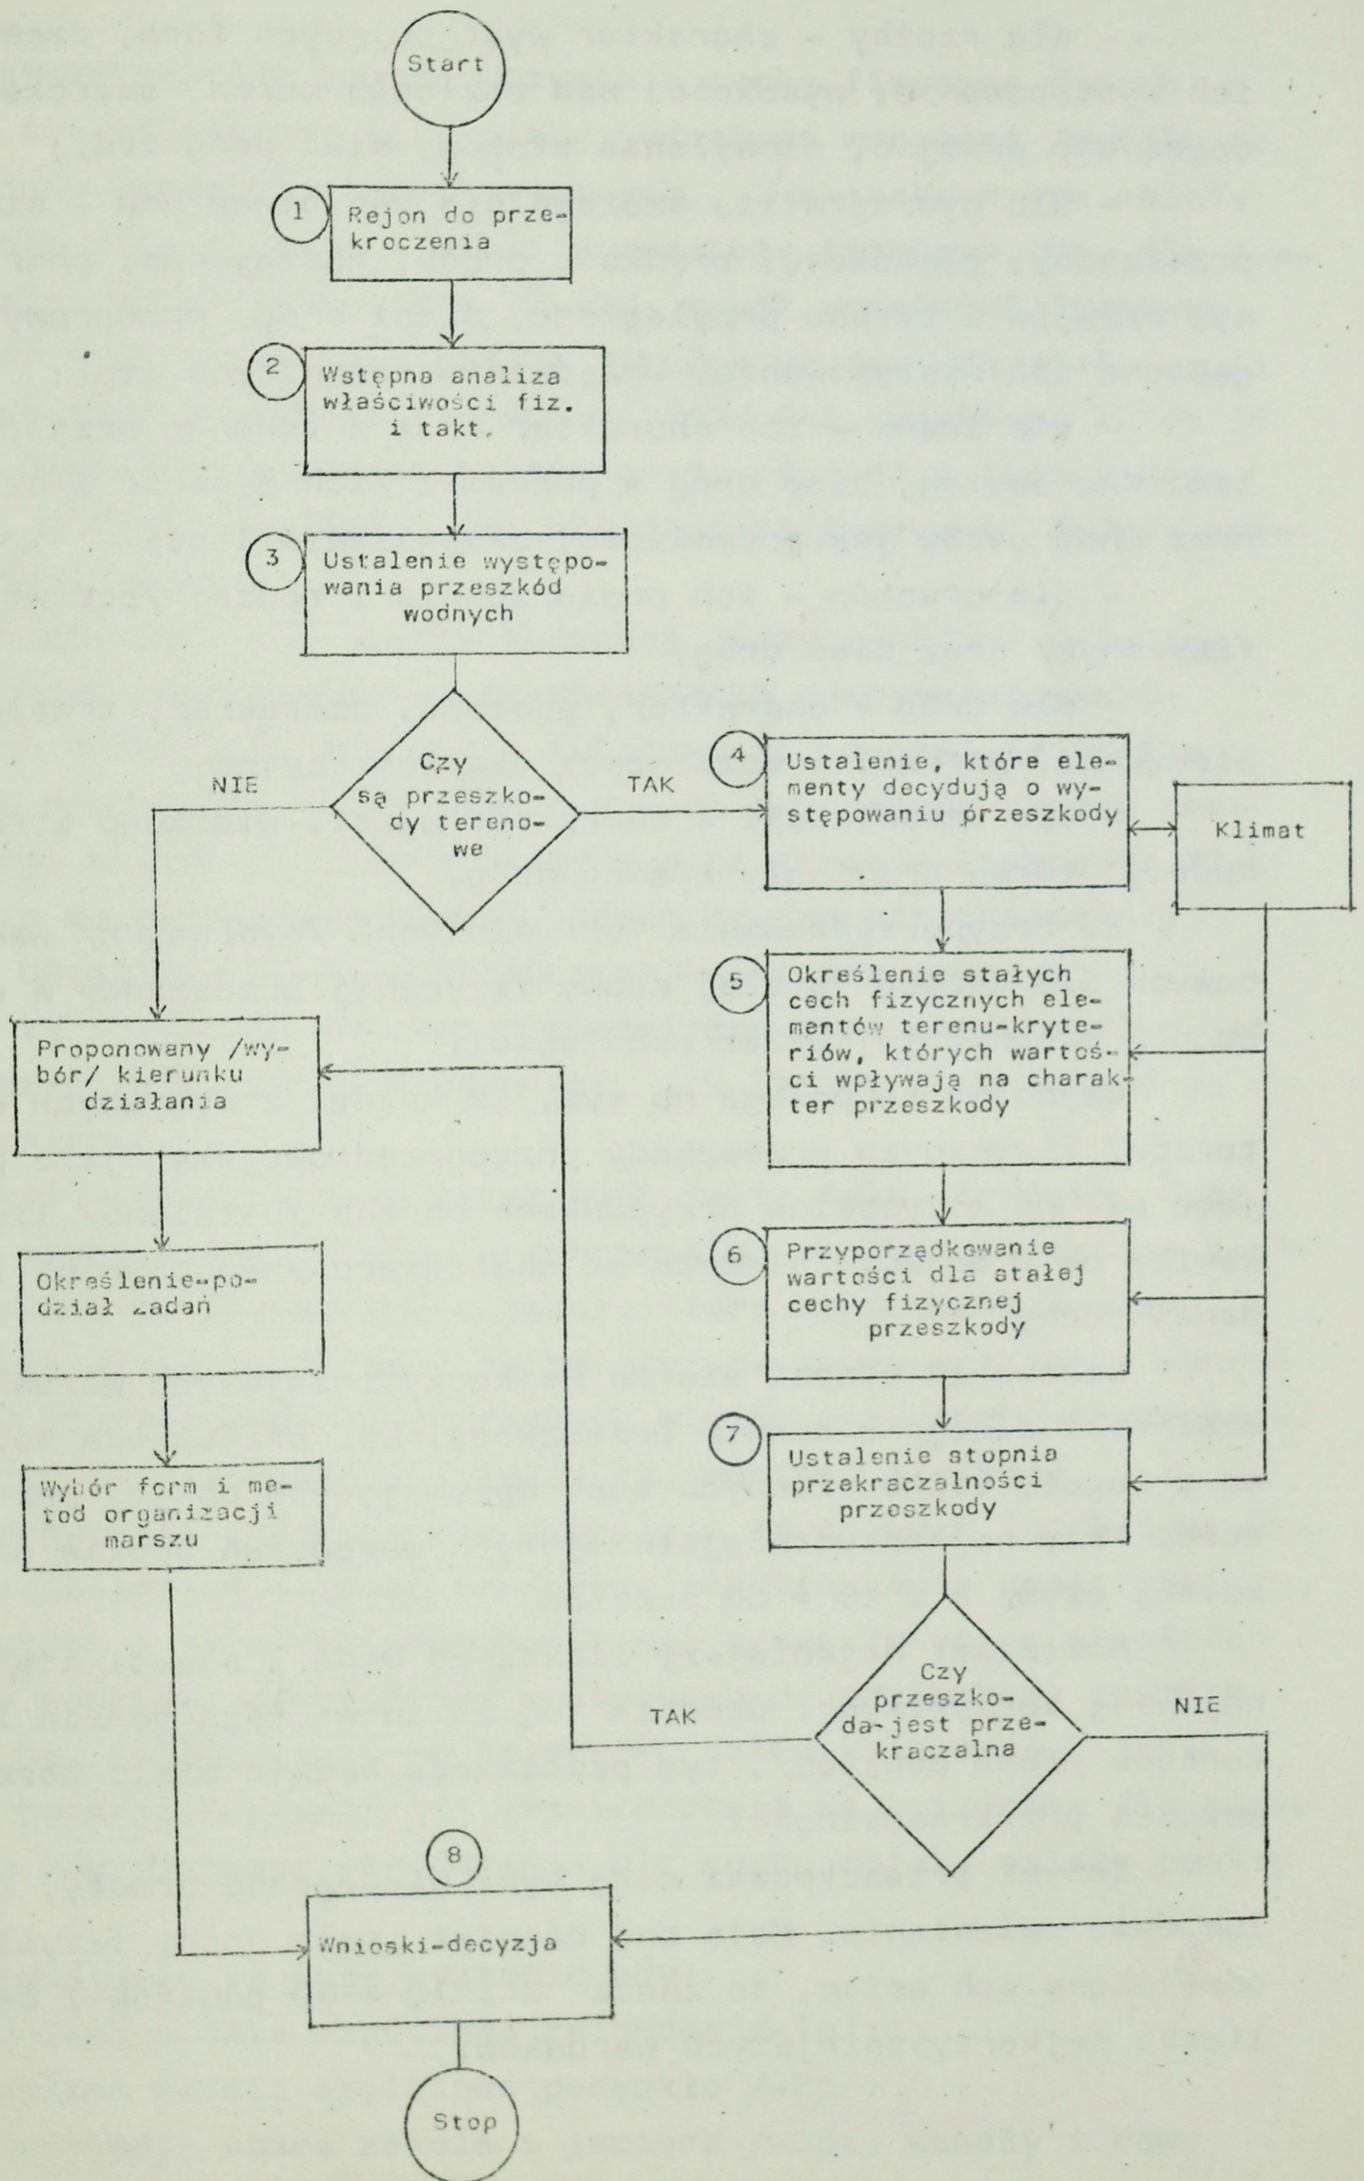 Start
1
Rejon do prze-
kroczenia
2
Wstępna analiza
właściwości fiz.
i takt.
3
Ustalenie występo-
wania przeszkód
wodnych
Czy
są przeszko-
dy tereno-
we
NIE
TAK
4
Ustalenie, które ele-
menty decydują o wy-
stępowaniu przeszkody
Klimat
5
Określenie stałych
cech fizycznych ele-
mentów terenu-kryte-
riów, których wartoś-
ci wpływają na charak-
ter przeszkody
Proponowany /wy-
bór/ kierunku
działania
6
Przyporządkowanie
wartości dla stałej
cechy fizycznej
przeszkody
Określenie-po-
dział zadań
7
Ustalenie stopnia
przekraczalności
przeszkody
Wybór form i me-
tod organizacji
marszu
Czy
przeszko-
da-jest prze-
kraczalna
TAK
NIE
8
Wnioski-decyzja
Stop